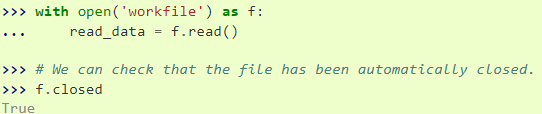 >>> with open('workfile') as f:
...     read_data = f.read()
>>> # We can check that the file has been automatically closed.
>>> f.closed
True